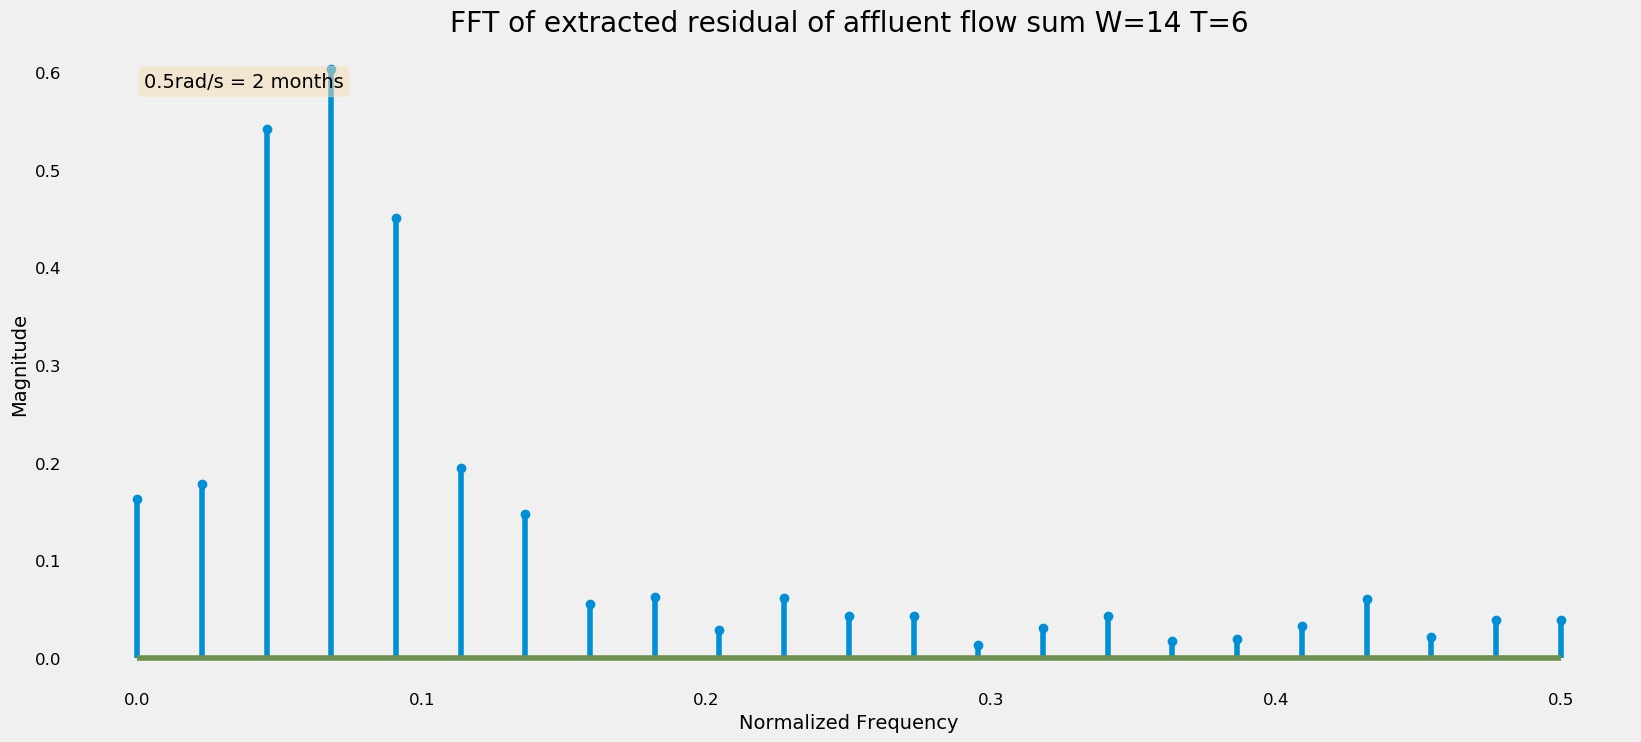 FFT of extracted residual of affluent flow sum W=14 T=6
0.5rad/s = 2 months
0.6
0.5
0.4
0.3
0.2
0.1
0.0
Magnitude
0.0 0.1 0.2 0.3 0.4 0.5
Normalized Frequency